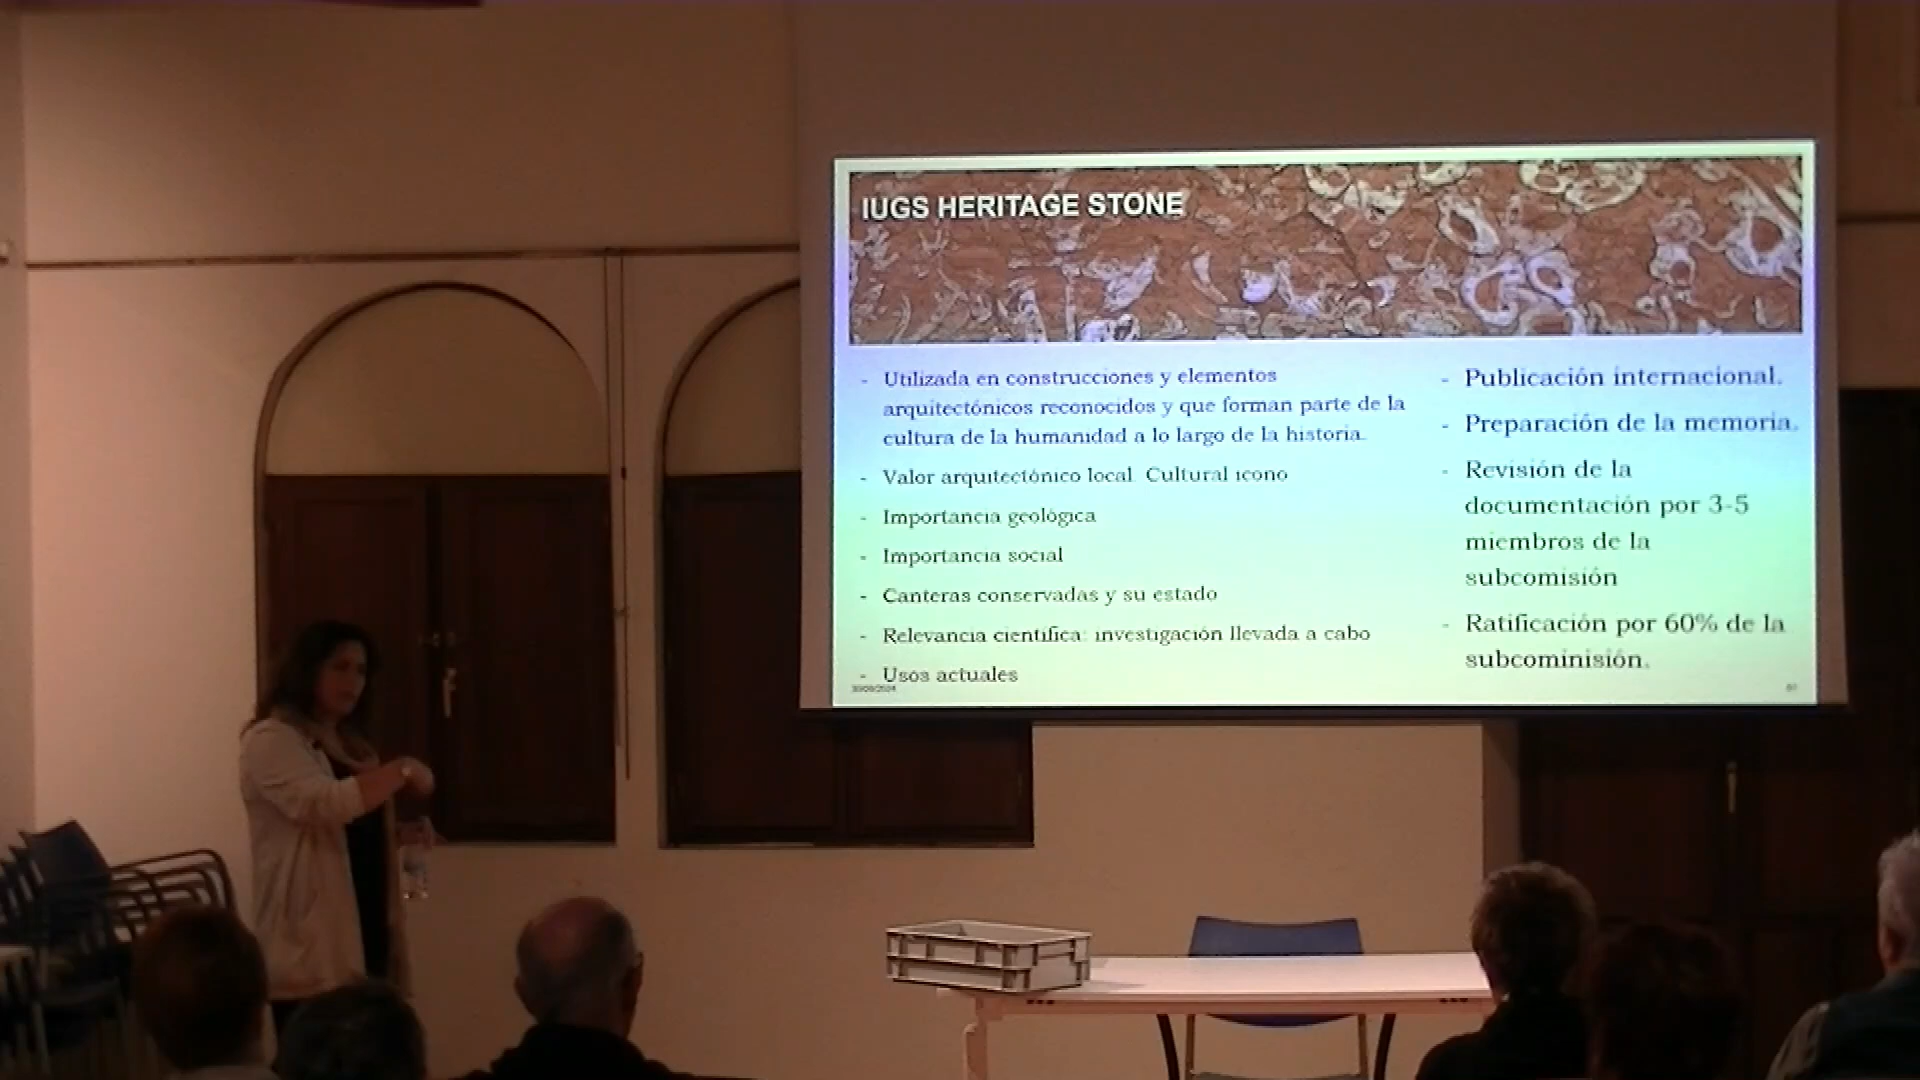 IUGS HERITAGE STONE
- Utilizada en construcciones y elementos
arquitectónicos reconocidos y que forman parte de la
cultura de la humanidad a lo largo de la historia.
- Valor arquitectónico local. Cultural icono
- Importancia geológica
- Importancia social
- Canteras conservadas y su estado
- Relevancia científica: investigación llevada a cabo
- Usos actuales
- Publicación internacional.
- Preparación de la memoria.
- Revisión de la
documentación por 3-5
miembros de la
subcomisión
- Ratificación por 60% de la
subcominisión.